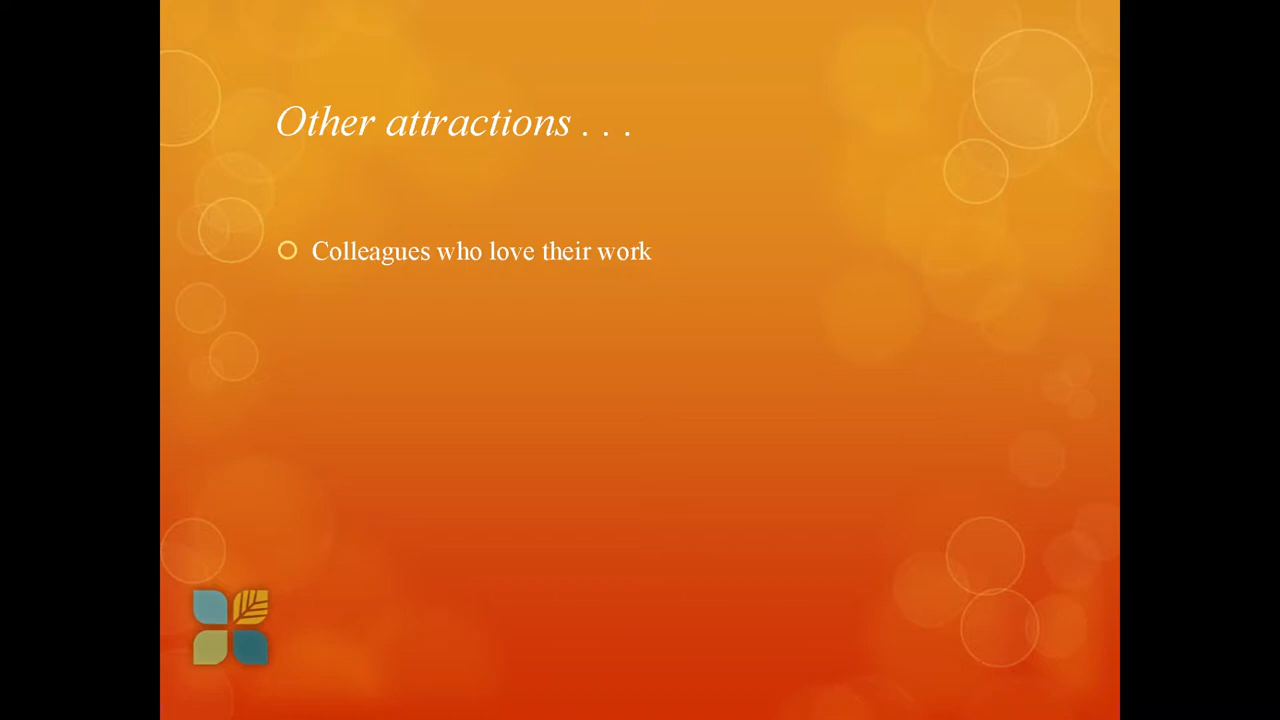 Other attractions . . .
Colleagues who love their work